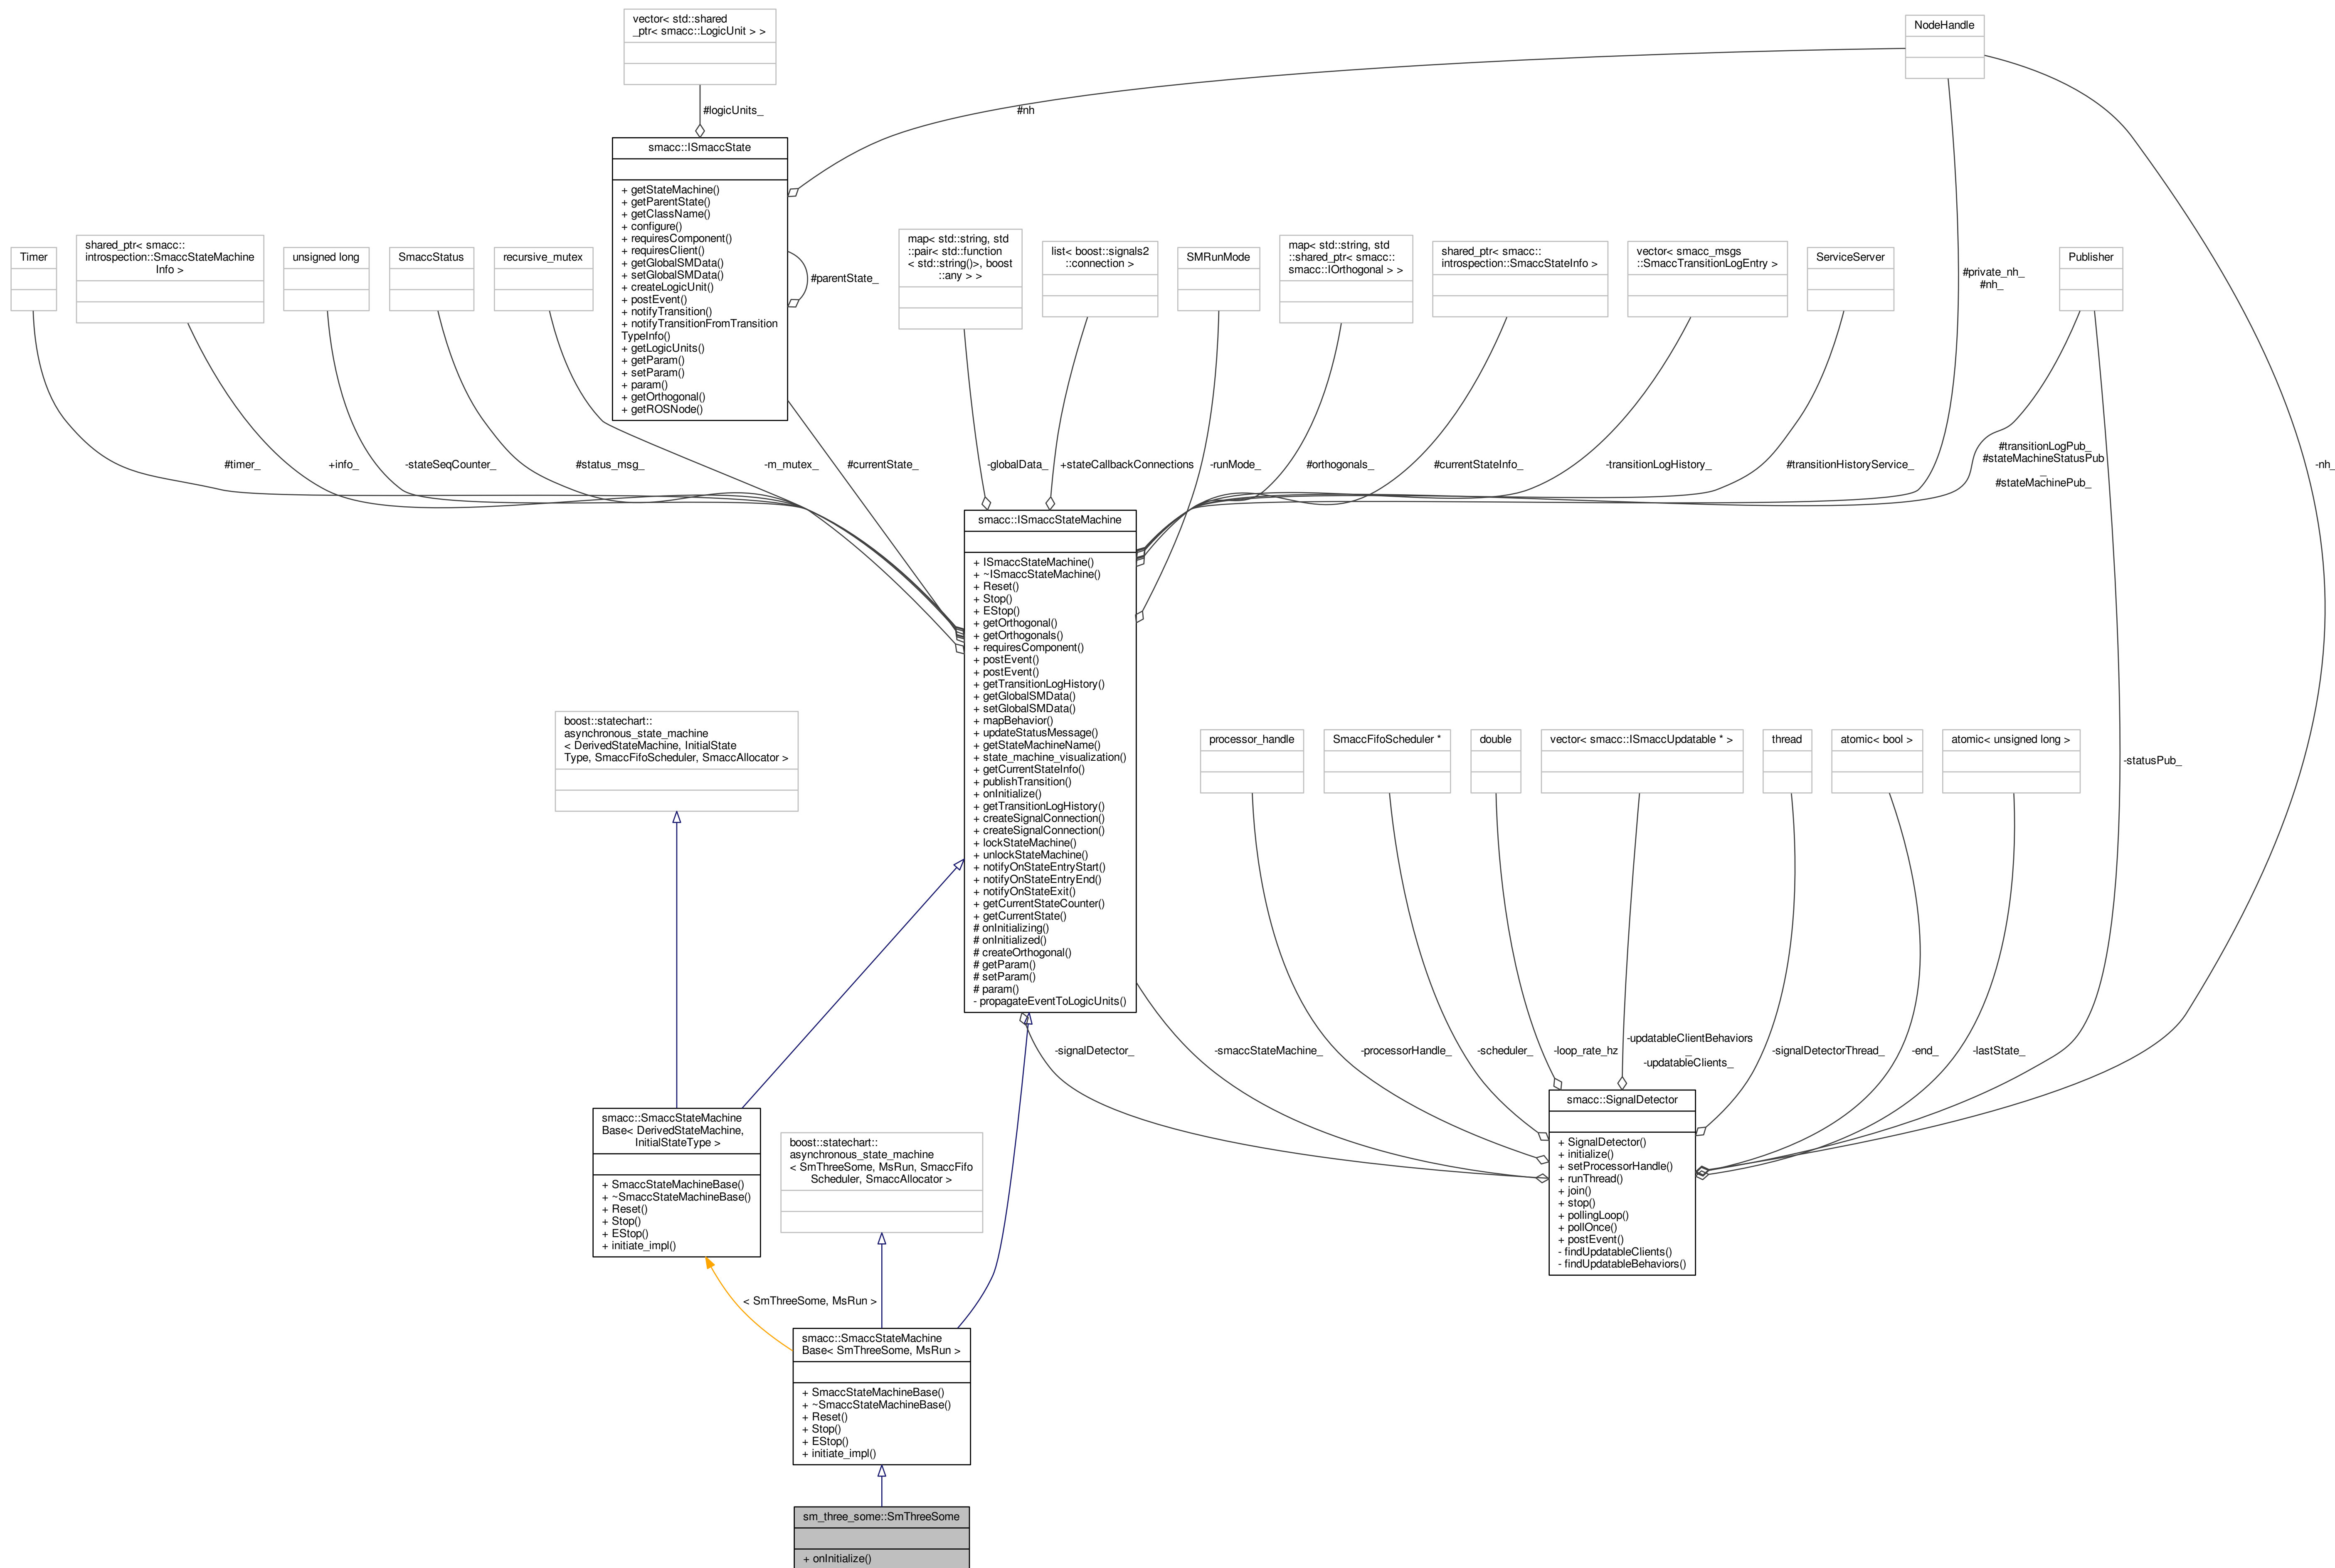 vector< std::shared
_ptr< smacc::LogicUnit > >
NodeHandle
#logicUnits_
#nh
smacc::ISmaccState
+ getStateMachine()
+ getParentState()
+ getClassName()
+ configure()
+ requiresComponent()
+ requiresClient()
+ getGlobalSMData()
+ setGlobalSMData()
+ createLogicUnit()
+ postEvent()
+ notifyTransition()
+ notifyTransitionFromTransition
TypeInfo()
+ getLogicUnits()
+ getParam()
+ setParam()
+ param()
+ getOrthogonal()
+ getROSNode()
#parentState_
Timer
shared_ptr< smacc::
introspection::SmaccStateMachine
Info >
unsigned long
SmaccStatus
recursive_mutex
map< std::string, std
::pair< std::function
< std::string()>, boost
::any > >
list< boost::signals2
::connection >
SMRunMode
map< std::string, std
::shared_ptr< smacc::
smacc::IOrthogonal > >
shared_ptr< smacc::
introspection::SmaccStateInfo >
vector< smacc_msgs
::SmaccTransitionLogEntry >
ServiceServer
#private_nh_
#nh_
Publisher
#timer_
+info_
-stateSeqCounter_
#status_msg_
-m_mutex_
#currentState_
-globalData_
+stateCallbackConnections
-runMode_
#orthogonals_
#currentStateInfo_
-transitionLogHistory_
#transitionHistoryService_
#transitionLogPub_
#stateMachineStatusPub
_
#stateMachinePub_
-nh_
smacc::ISmaccStateMachine
+ ISmaccStateMachine()
+ ~ISmaccStateMachine()
+ Reset()
+ Stop()
+ EStop()
+ getOrthogonal()
+ getOrthogonals()
+ requiresComponent()
+ postEvent()
+ postEvent()
+ getTransitionLogHistory()
+ getGlobalSMData()
+ setGlobalSMData()
+ mapBehavior()
+ updateStatusMessage()
+ getStateMachineName()
+ state_machine_visualization()
+ getCurrentStateInfo()
+ publishTransition()
+ onInitialize()
+ getTransitionLogHistory()
+ createSignalConnection()
+ createSignalConnection()
+ lockStateMachine()
+ unlockStateMachine()
+ notifyOnStateEntryStart()
+ notifyOnStateEntryEnd()
+ notifyOnStateExit()
+ getCurrentStateCounter()
+ getCurrentState()
# onInitializing()
# onInitialized()
# createOrthogonal()
# getParam()
# setParam()
# param()
- propagateEventToLogicUnits()
boost::statechart::
asynchronous_state_machine
< DerivedStateMachine, InitialState
Type, SmaccFifoScheduler, SmaccAllocator >
processor_handle
SmaccFifoScheduler *
double
vector< smacc::ISmaccUpdatable * >
thread
atomic< bool >
atomic< unsigned long >
-statusPub_
-signalDetector_
-smaccStateMachine_
-processorHandle_
-scheduler_
-loop_rate_hz
-updatableClientBehaviors
_
-updatableClients_
-signalDetectorThread_
-end_
-lastState_
smacc::SignalDetector
+ SignalDetector()
+ initialize()
+ setProcessorHandle()
+ runThread()
+ join()
+ stop()
+ pollingLoop()
+ pollOnce()
+ postEvent()
- findUpdatableClients()
- findUpdatableBehaviors()
smacc::SmaccStateMachine
Base< DerivedStateMachine,
InitialStateType >
+ SmaccStateMachineBase()
+ ~SmaccStateMachineBase()
+ Reset()
+ Stop()
+ EStop()
+ initiate_impl()
boost::statechart::
asynchronous_state_machine
< SmThreeSome, MsRun, SmaccFifo
Scheduler, SmaccAllocator >
< SmThreeSome, MsRun >
smacc::SmaccStateMachine
Base< SmThreeSome, MsRun >
+ SmaccStateMachineBase()
+ ~SmaccStateMachineBase()
+ Reset()
+ Stop()
+ EStop()
+ initiate_impl()
sm_three_some::SmThreeSome
+ onInitialize()